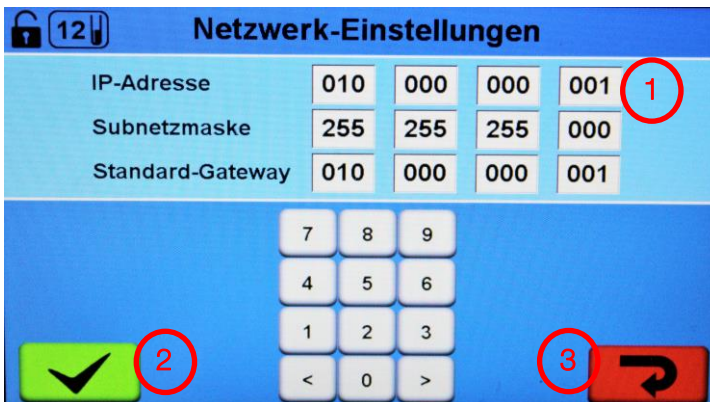 12 Netzwerk-Einstellungen
IP-Adresse 010 000 000 001 1
Subnetzmaske 255 255 255 000
Standard-Gateway 010 000 000 001
7 8 9
4 5 6
1 2 3
2 < 0 > 3